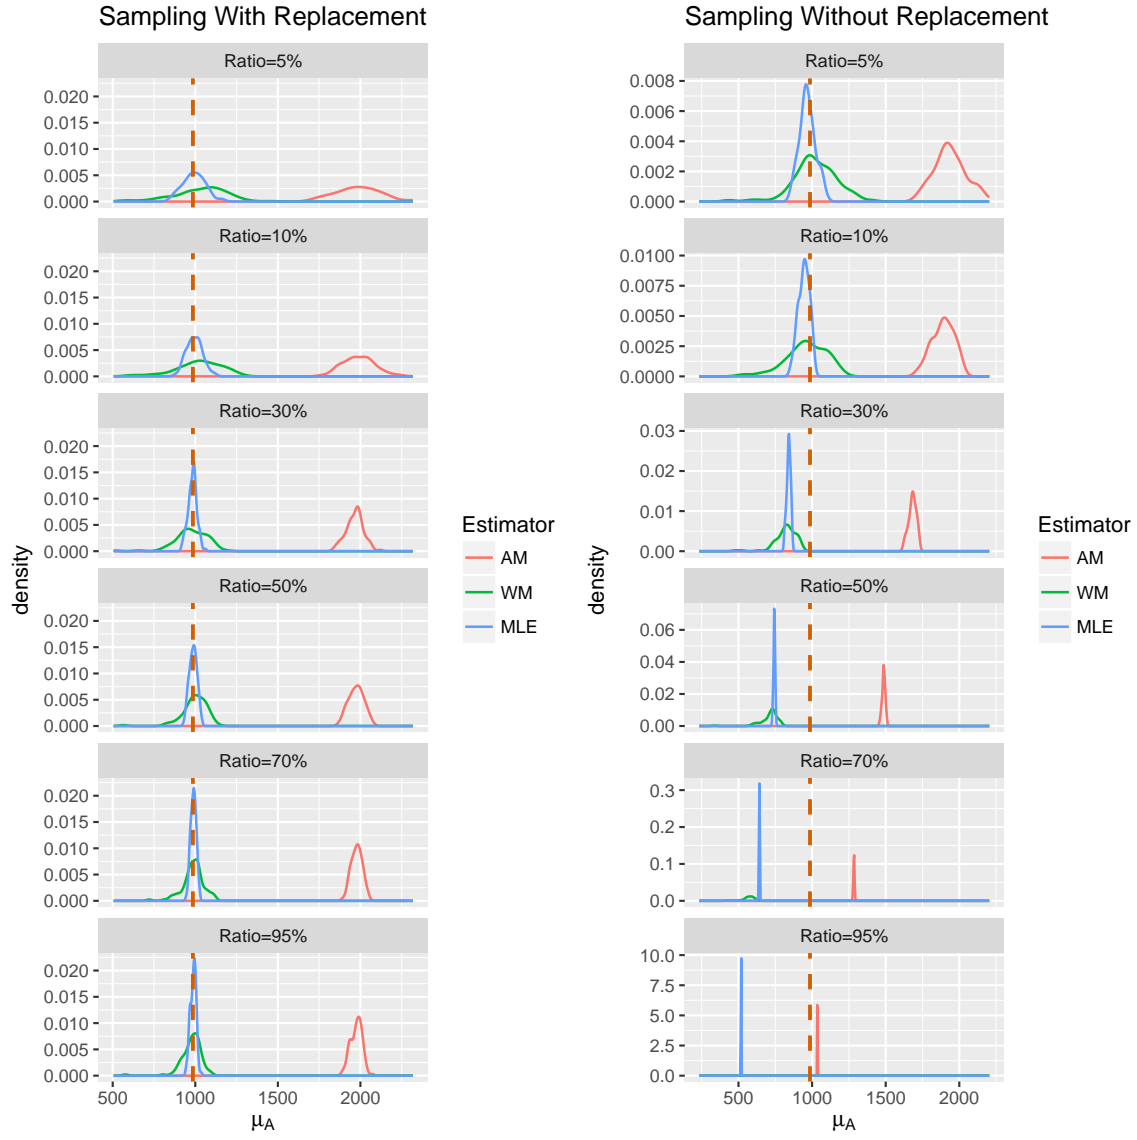 Sampling With Replacement
Ratio=5%
0.020
0.015
0.010
0.005
0.000
Ratio=10%
0.020
0.015
0.010
0.005
0.000
Ratio=30%
0.020
0.015
0.010
0.005
0.000
Ratio=50%
0.020
0.015
0.010
0.005
0.000
Ratio=70%
0.020
0.015
0.010
0.005
0.000
Ratio=95%
0.020
0.015
0.010
0.005
0.000
500 1000 1500 2000
μA
density
Estimator
AM
WM
MLE
Sampling Without Replacement
Ratio=5%
0.008
0.006
0.004
0.002
0.000
Ratio=10%
0.0100
0.0075
0.0050
0.0025
0.0000
Ratio=30%
0.03
0.02
0.01
0.00
Ratio=50%
0.06
0.04
0.02
0.00
Ratio=70%
0.3
0.2
0.1
0.0
Ratio=95%
10.0
7.5
5.0
2.5
0.0
500 1000 1500 2000
μA
density
Estimator
AM
WM
MLE